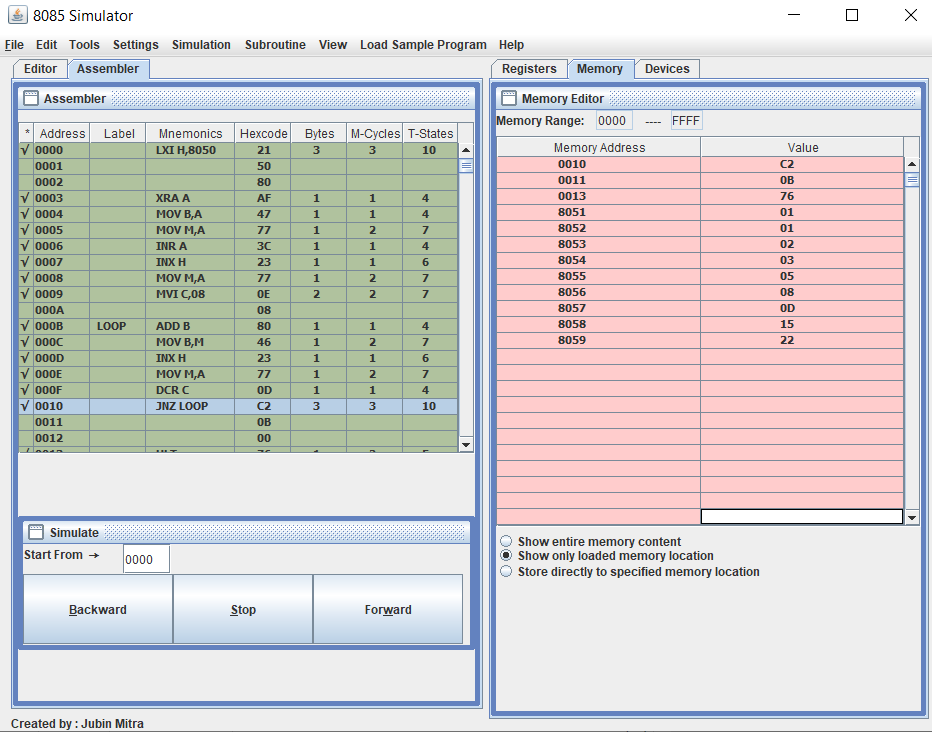 8085 Simulator
File Edit Tools Settings Simulation Subroutine View Load Sample Program Help
Editor Assembler
Assembler
* Address Label Mnemonics Hexcode Bytes M-Cycles T-States
√ 0000 LXI H,8050 21 3 3 10
0001 50
0002 80
√ 0003 XRA A AF 1 1 4
√ 0004 MOV B,A 47 1 1 4
√ 0005 MOV M,A 77 1 2 7
√ 0006 INR A 3C 1 1 4
√ 0007 INX H 23 1 1 6
√ 0008 MOV M,A 77 1 2 7
√ 0009 MVI C,08 0E 2 2 7
000A 08
√ 000B LOOP ADD B 80 1 1 4
√ 000C MOV B,M 46 1 2 7
√ 000D INX H 23 1 1 6
√ 000E MOV M,A 77 1 2 7
√ 000F DCR C 0D 1 1 4
√ 0010 JNZ LOOP C2 3 3 10
0011 0B
0012 00
Simulate
Start From → 0000
Backward Stop Forward
Created by : Jubin Mitra
Registers Memory Devices
Memory Editor
Memory Range: 0000 ---- FFFF
Memory Address Value
0010 C2
0011 0B
0013 76
8051 01
8052 01
8053 02
8054 03
8055 05
8056 08
8057 0D
8058 15
8059 22
Show entire memory content
Show only loaded memory location
Store directly to specified memory location